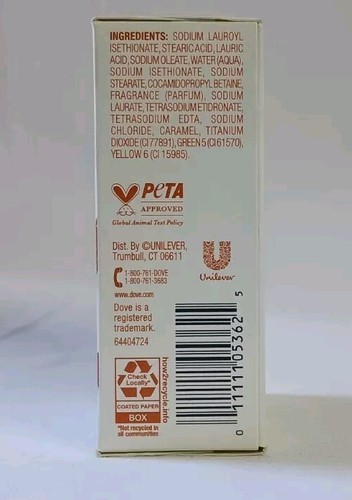 INGREDIENTS: SODIUM LAUROYL
ISETHIONATE, STEARIC ACID, LAURIC
ACID, SODIUM OLEATE, WATER (AQUA),
SODIUM ISETHIONATE, SODIUM
STEARATE, COCAMIDOPROPYL BETAINE,
FRAGRANCE (PARFUM), SODIUM
LAURATE, TETRASODIUM ETIDRONATE,
TETRASODIUM EDTA, SODIUM
CHLORIDE, CARAMEL, TITANIUM
DIOXIDE (CI 77891), GREEN 5 (CI 61570),
YELLOW 6 (CI 15985).
PETA
APPROVED
Global Animal Test Policy
Dist. By ©UNILEVER,
Trumbull, CT 06611
Unilever
1-800-761-DOVE
1-800-761-3683
www.dove.com
Dove is a
registered
trademark.
64404724
Check
Locally*
COATED PAPER
BOX
*Not recycled in
all communities
how2recycle.info
0 11111 05362 5